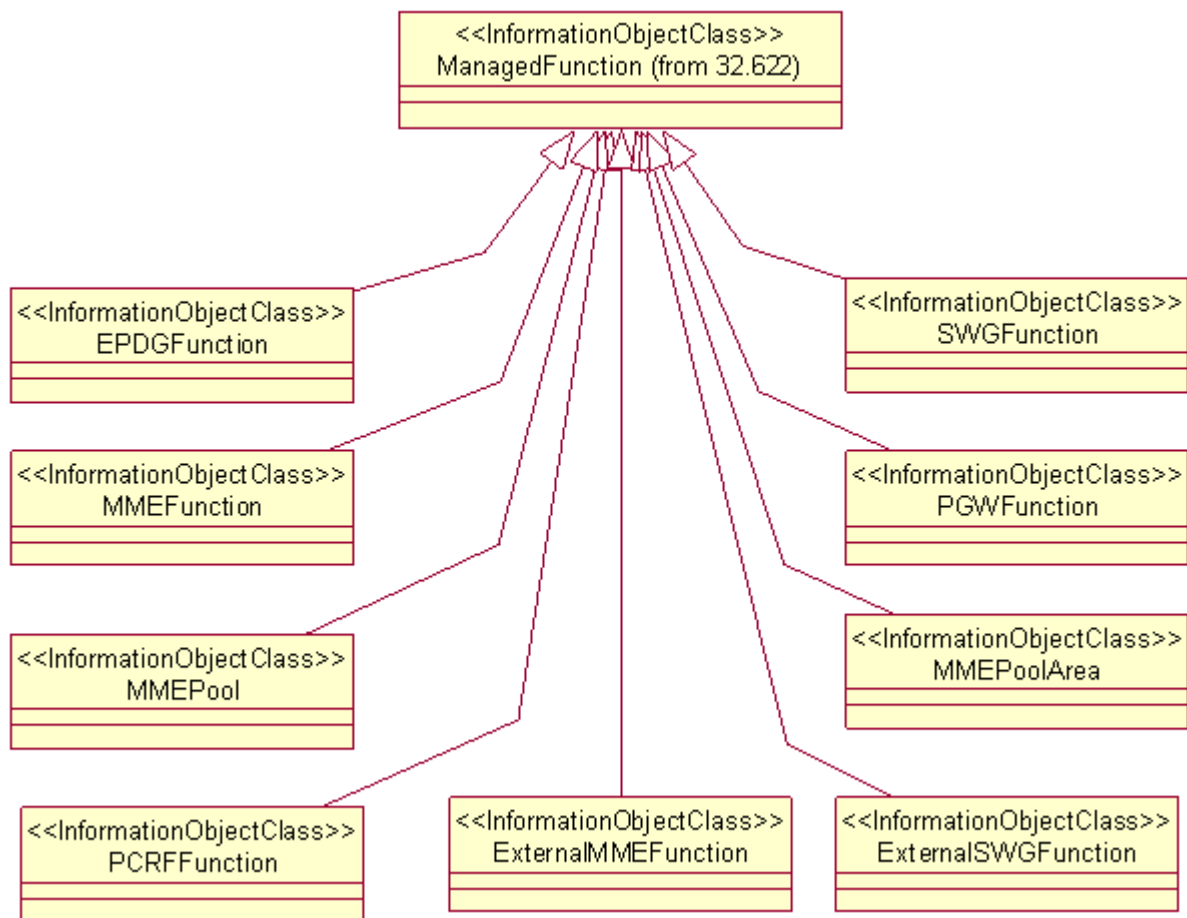 <<InformationObjectClass>>
ManagedFunction (from 32.622)
<<InformationObjectClass>>
EPDGFunction
<<InformationObjectClass>>
SWGFunction
<<InformationObjectClass>>
MMEFunction
<<InformationObjectClass>>
PGWFunction
<<InformationObjectClass>>
MMEPool
<<InformationObjectClass>>
MMEPoolArea
<<InformationObjectClass>>
PCRFFunction
<<InformationObjectClass>>
ExternalMMEFunction
<<InformationObjectClass>>
ExternalSWGFunction